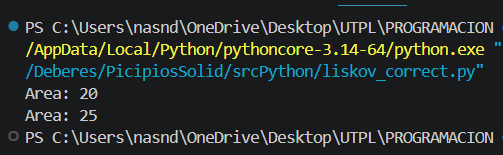 PS C:\Users\nasnd\OneDrive\Desktop\UTPL\PROGRAMACION
/AppData/Local/Python/pythoncore-3.14-64/python.exe "
/Deberes/PicipiosSolid/srcPython/liskov_correct.py"
Area: 20
Area: 25
PS C:\Users\nasnd\OneDrive\Desktop\UTPL\PROGRAMACION